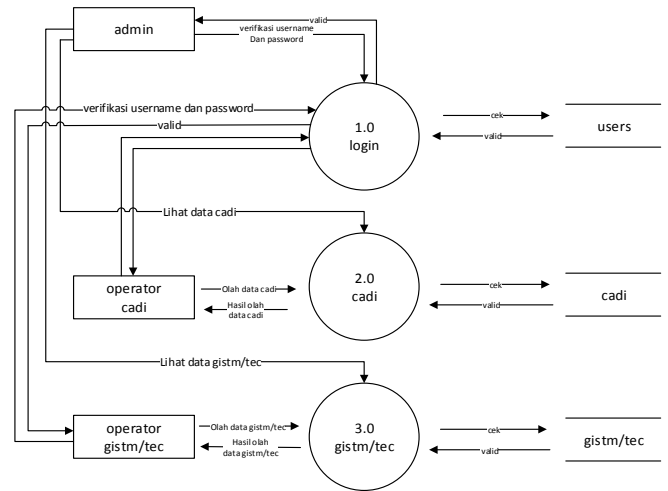 valid
admin
verifikasi username
Dan password
verifikasi username dan password
valid
1.0
login
cek
valid
users
Lihat data cadi
operator
cadi
Olah data cadi
Hasil olah
data cadi
2.0
cadi
cek
valid
cadi
Lihat data gistm/tec
operator
gistm/tec
Olah data gistm/tec
Hasil olah
data gistm/tec
3.0
gistm/tec
cek
valid
gistm/tec